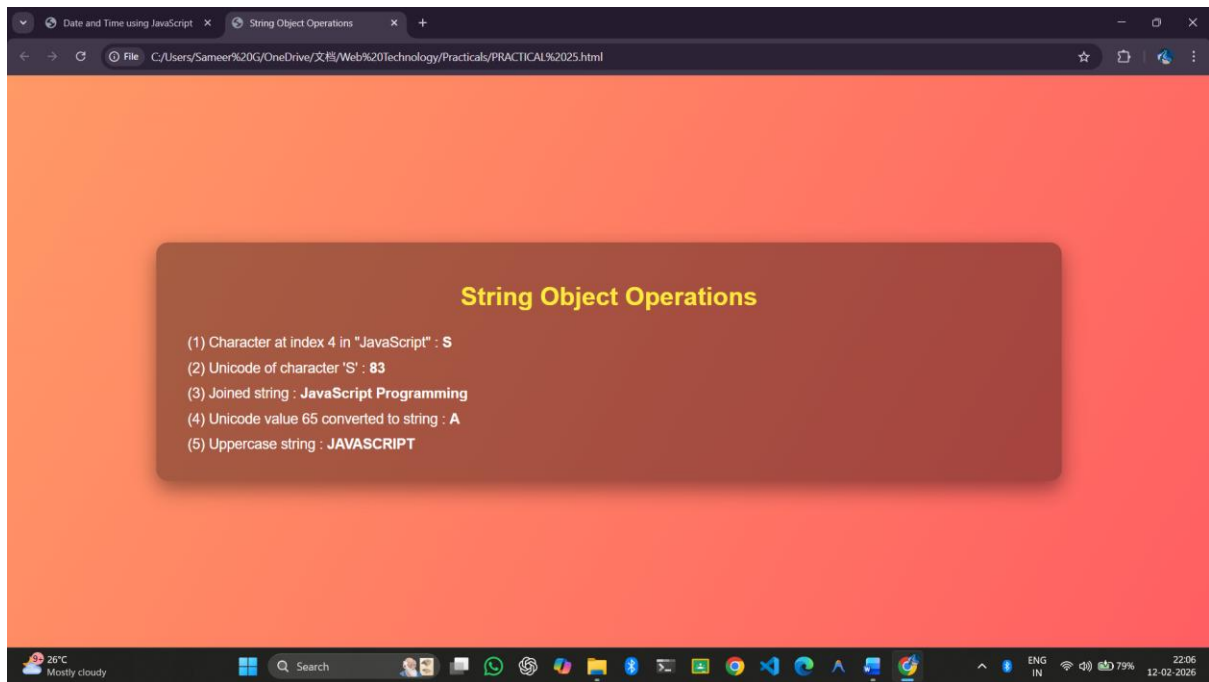 Date and Time using JavaScript
String Object Operations
File C:/Users/Sameer%20G/OneDrive/文档/Web%20Technology/Practicals/PRACTICAL%2025.html
String Object Operations
(1) Character at index 4 in "JavaScript" : S
(2) Unicode of character 'S' : 83
(3) Joined string : JavaScript Programming
(4) Unicode value 65 converted to string : A
(5) Uppercase string : JAVASCRIPT
9+
26°C
Mostly cloudy
Search
ENG
IN
79%
22:06
12-02-2026